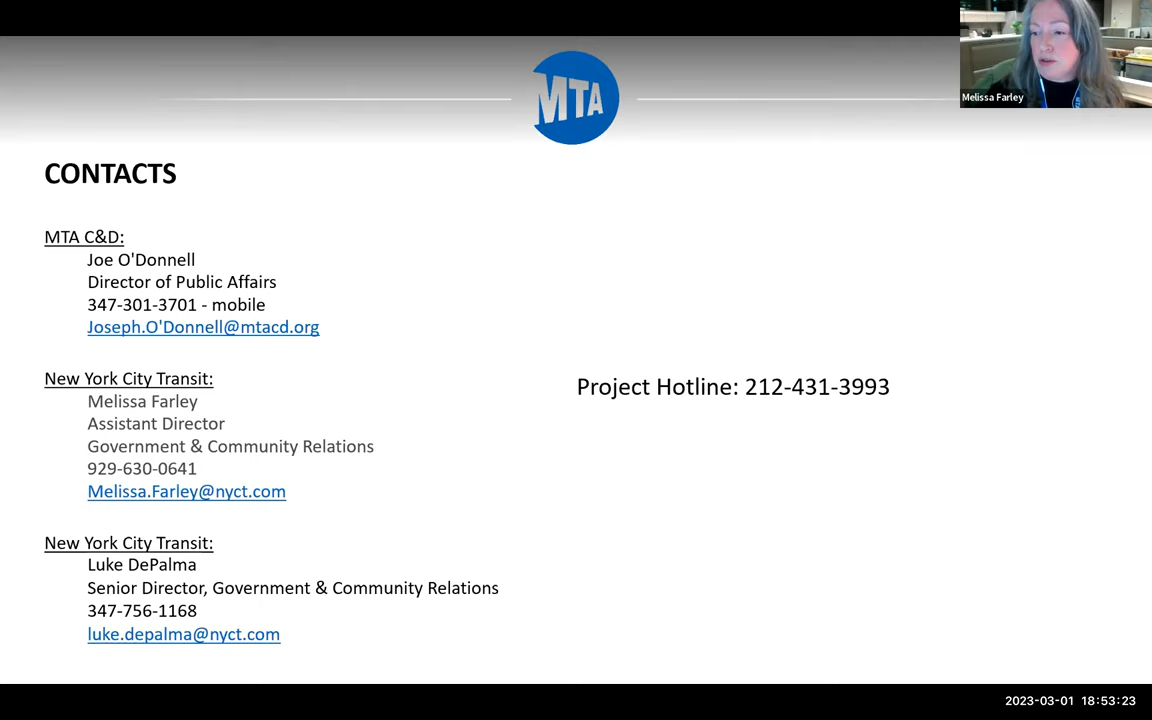 MTA
Melissa Farley
CONTACTS
MTA C&D:
Joe O'Donnell
Director of Public Affairs
347-301-3701 - mobile
Joseph.O'Donnell@mtacd.org
New York City Transit:
Melissa Farley
Assistant Director
Government & Community Relations
929-630-0641
Melissa.Farley@nyct.com
New York City Transit:
Luke DePalma
Senior Director, Government & Community Relations
347-756-1168
luke.depalma@nyct.com
Project Hotline: 212-431-3993
2023-03-01 18:53:23